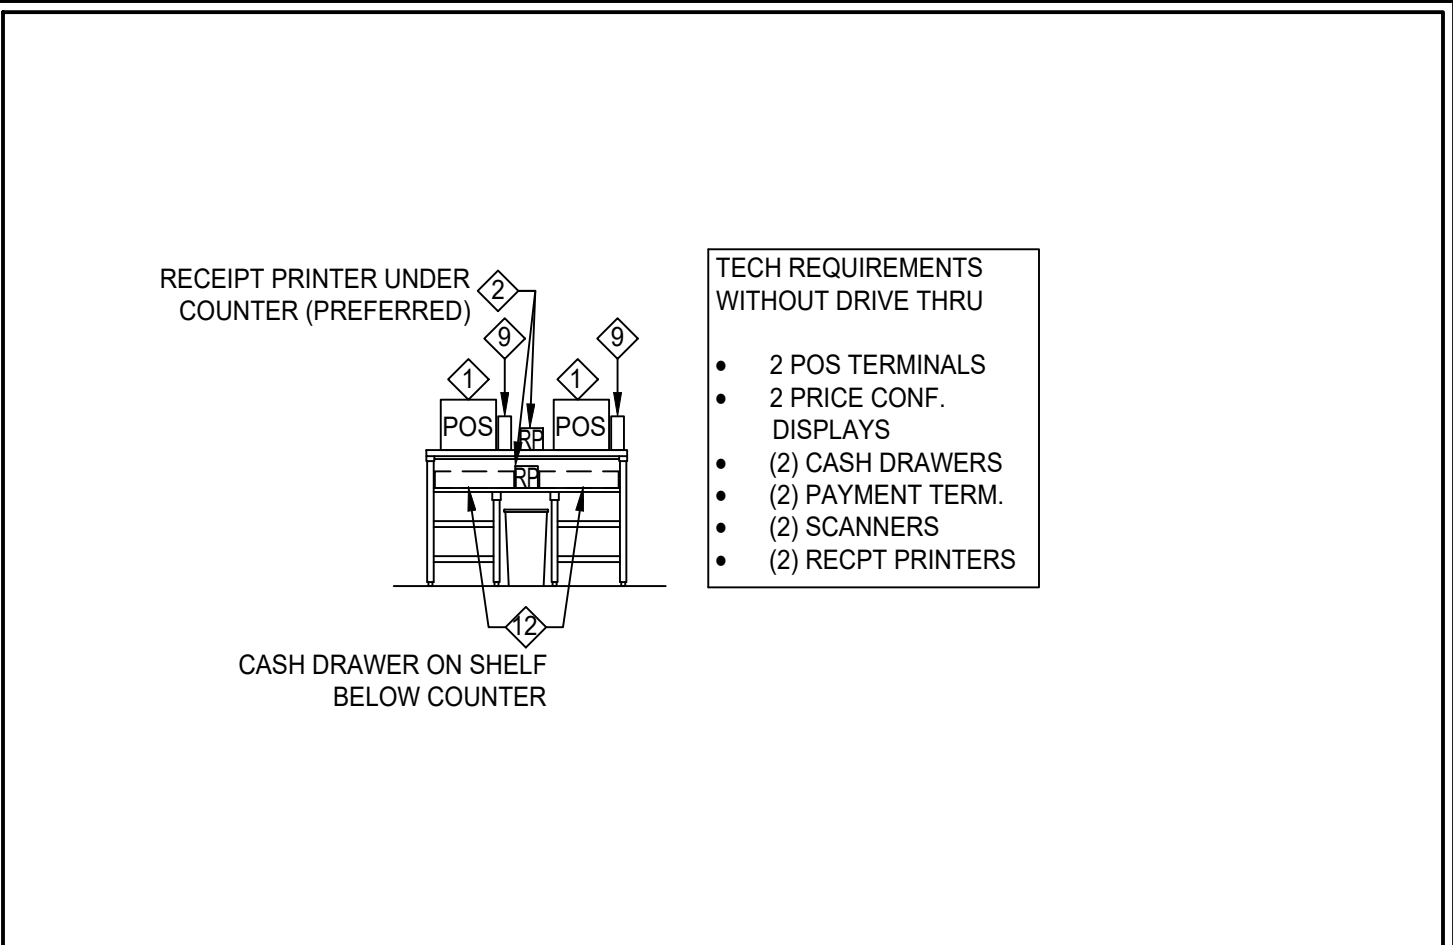 RECEIPT PRINTER UNDER
COUNTER (PREFERRED)
2
9
9
1
1
POS
RP
POS
RP
12
CASH DRAWER ON SHELF
BELOW COUNTER
TECH REQUIREMENTS
WITHOUT DRIVE THRU
• 2 POS TERMINALS
• 2 PRICE CONF.
DISPLAYS
• (2) CASH DRAWERS
• (2) PAYMENT TERM.
• (2) SCANNERS
• (2) RECPT PRINTERS